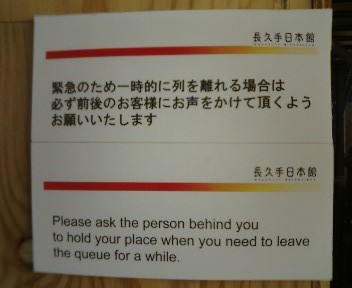 長久手日本館
緊急のため一時的に列を離れる場合は
必ず前後のお客様にお声をかけて頂くよう
お願いいたします
長久手日本館
Please ask the person behind you
to hold your place when you need to leave
the queue for a while.